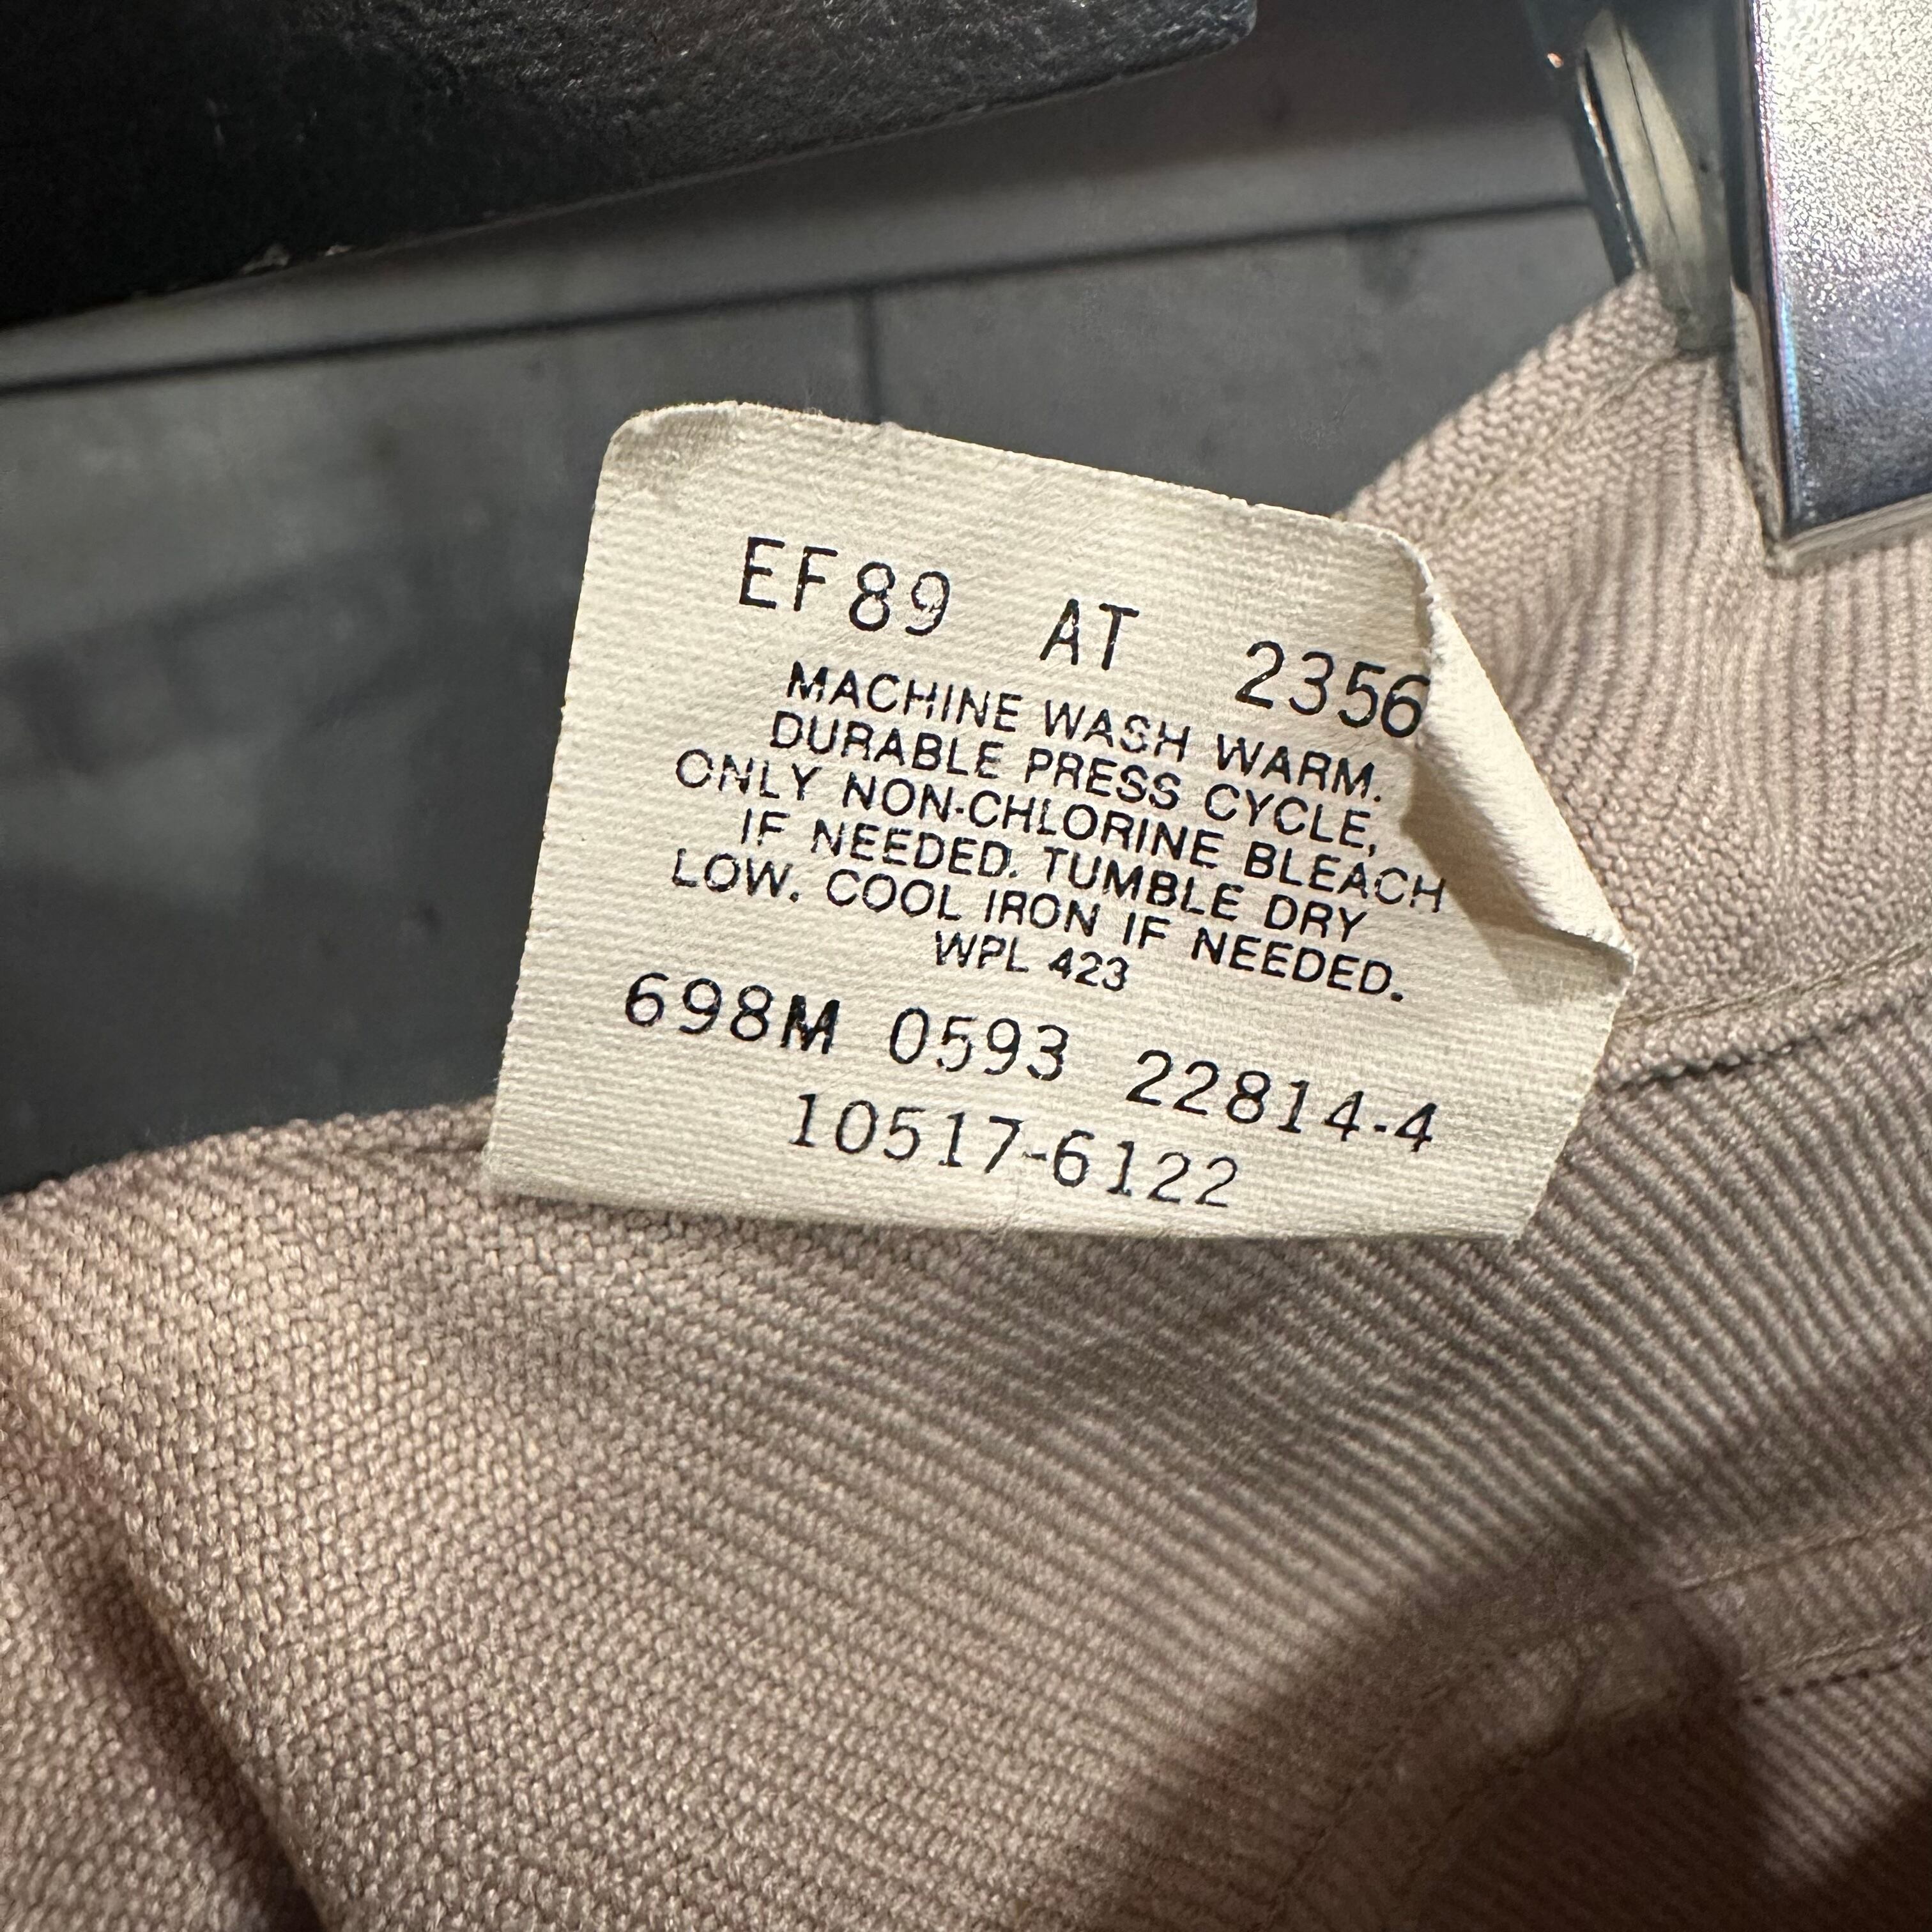 EF89 AT 2356
MACHINE WASH WARM.
DURABLE PRESS CYCLE,
ONLY NON-CHLORINE BLEACH
IF NEEDED. TUMBLE DRY
LOW. COOL IRON IF NEEDED.
WPL 423
698M 0593 22814-4
10517-6122